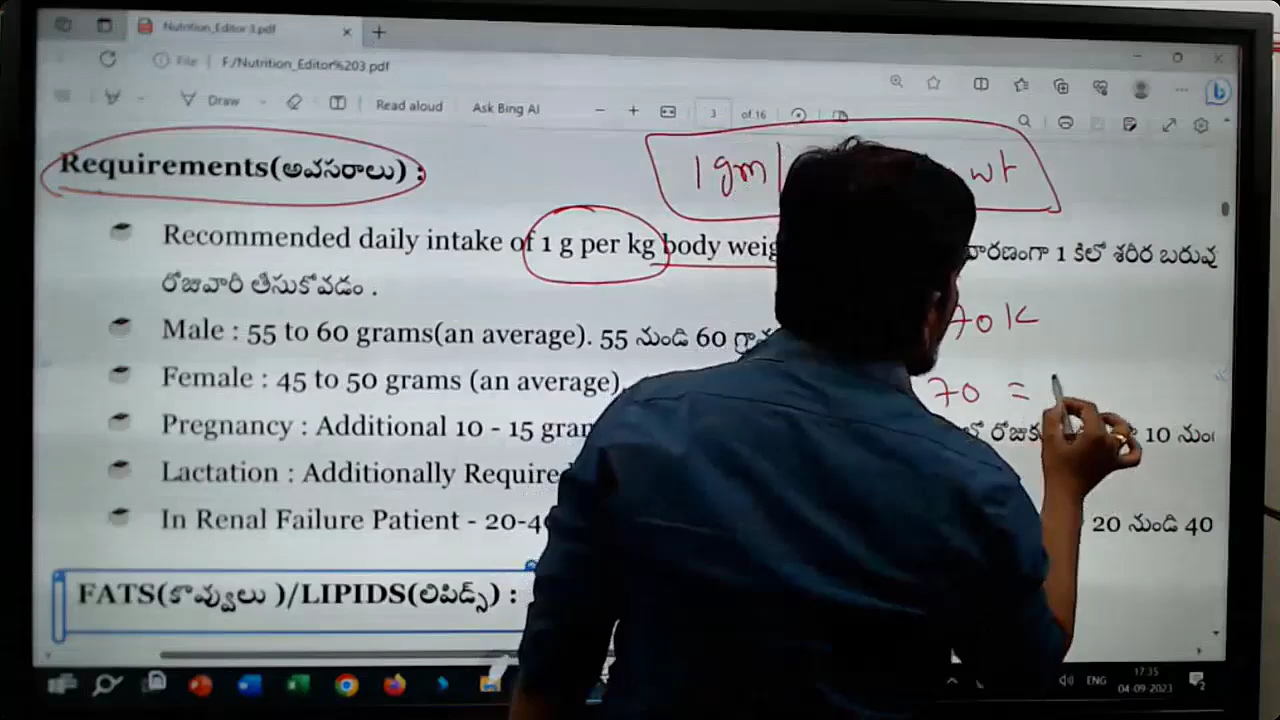 Nutrition_Editor 3.pdf
File F:/Nutrition_Editor%203.pdf
Draw Read aloud Ask Bing AI 3 of 16
1 gm/ wt
Requirements(అవసరాలు) :
Recommended daily intake of 1 g per kg body weig 1 కిలో శరీర బరువు
రోజువారీ తీసుకోవడం .
70 K
Male : 55 to 60 grams(an average). 55 నుండి 60
70 =
Female : 45 to 50 grams (an average).
Pregnancy : Additional 10 - 15 gra 10
Lactation : Additionally Require
In Renal Failure Patient - 20-4 20 నుండి 40
FATS(కొవ్వులు )/LIPIDS(లిపిడ్స్) :
ENG
17:35
04-09-2023